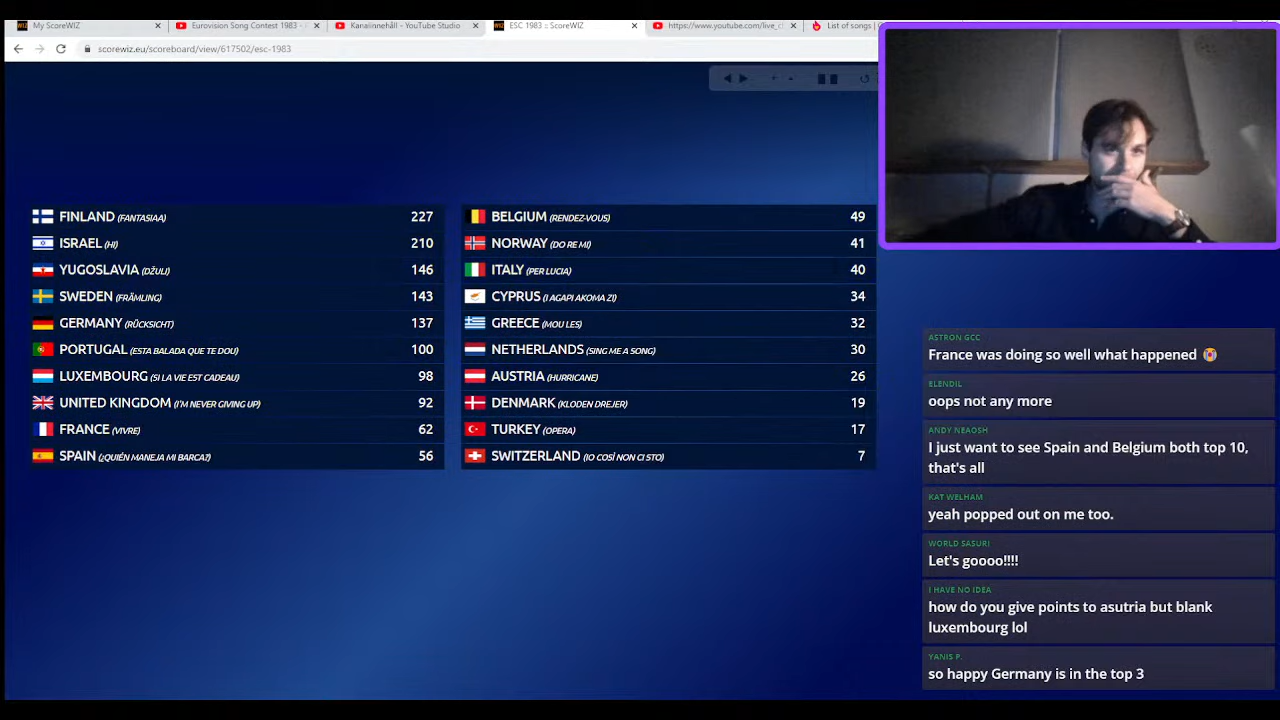 My ScoreWIZ
Eurovision Song Contest 1983 -
Kanalinnehåll - YouTube Studio
ESC 1983 :: ScoreWIZ
https://www.youtube.com/live_c
List of songs |
scorewiz.eu/scoreboard/view/617502/esc-1983
FINLAND (FANTASIAA) 227
ISRAEL (HI) 210
YUGOSLAVIA (DŽULI) 146
SWEDEN (FRÄMLING) 143
GERMANY (RÜCKSICHT) 137
PORTUGAL (ESTA BALADA QUE TE DOU) 100
LUXEMBOURG (SI LA VIE EST CADEAU) 98
UNITED KINGDOM (I'M NEVER GIVING UP) 92
FRANCE (VIVRE) 62
SPAIN (¿QUIÉN MANEJA MI BARCA?) 56
BELGIUM (RENDEZ-VOUS) 49
NORWAY (DO RE MI) 41
ITALY (PER LUCIA) 40
CYPRUS (I AGAPI AKOMA ZI) 34
GREECE (MOU LES) 32
NETHERLANDS (SING ME A SONG) 30
AUSTRIA (HURRICANE) 26
DENMARK (KLODEN DREJER) 19
TURKEY (OPERA) 17
SWITZERLAND (IO COSÌ NON CI STO) 7
ASTRON GCC
France was doing so well what happened 😭
ELENDIL
oops not any more
ANDY NEAOSH
I just want to see Spain and Belgium both top 10,
that's all
KAT WELHAM
yeah popped out on me too.
WORLD SASURI
Let's goooo!!!!
I HAVE NO IDEA
how do you give points to asutria but blank
luxembourg lol
YANIS P.
so happy Germany is in the top 3